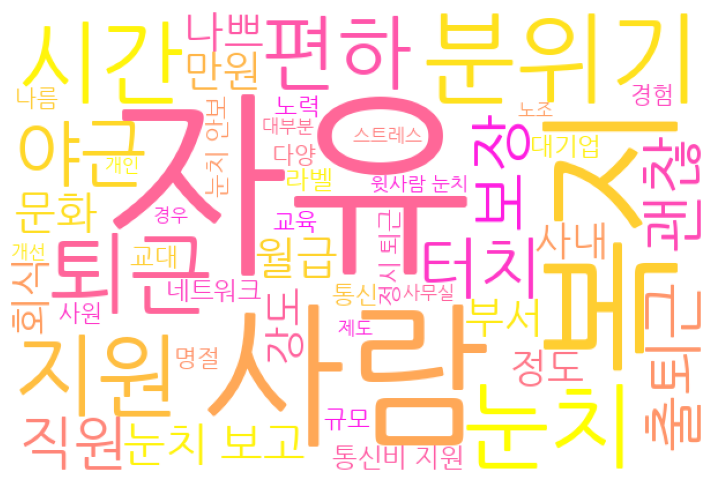 시간
나쁘
편하
분위기
만원
나름
노력
경험
노조
야근
자유
대부분
스트레스
대기업
눈치 안보
개인
다양
보장
복지
괜찮
라벨
윗사람 눈치
문화
경우
교육
사내
개선
교대
퇴근
월급
정시 퇴근
터치
회식
사원
네트워크
통신
사무실
부서
출퇴근
강도
사람
제도
지원
명절
정도
눈치
규모
직원
눈치 보고
통신비 지원